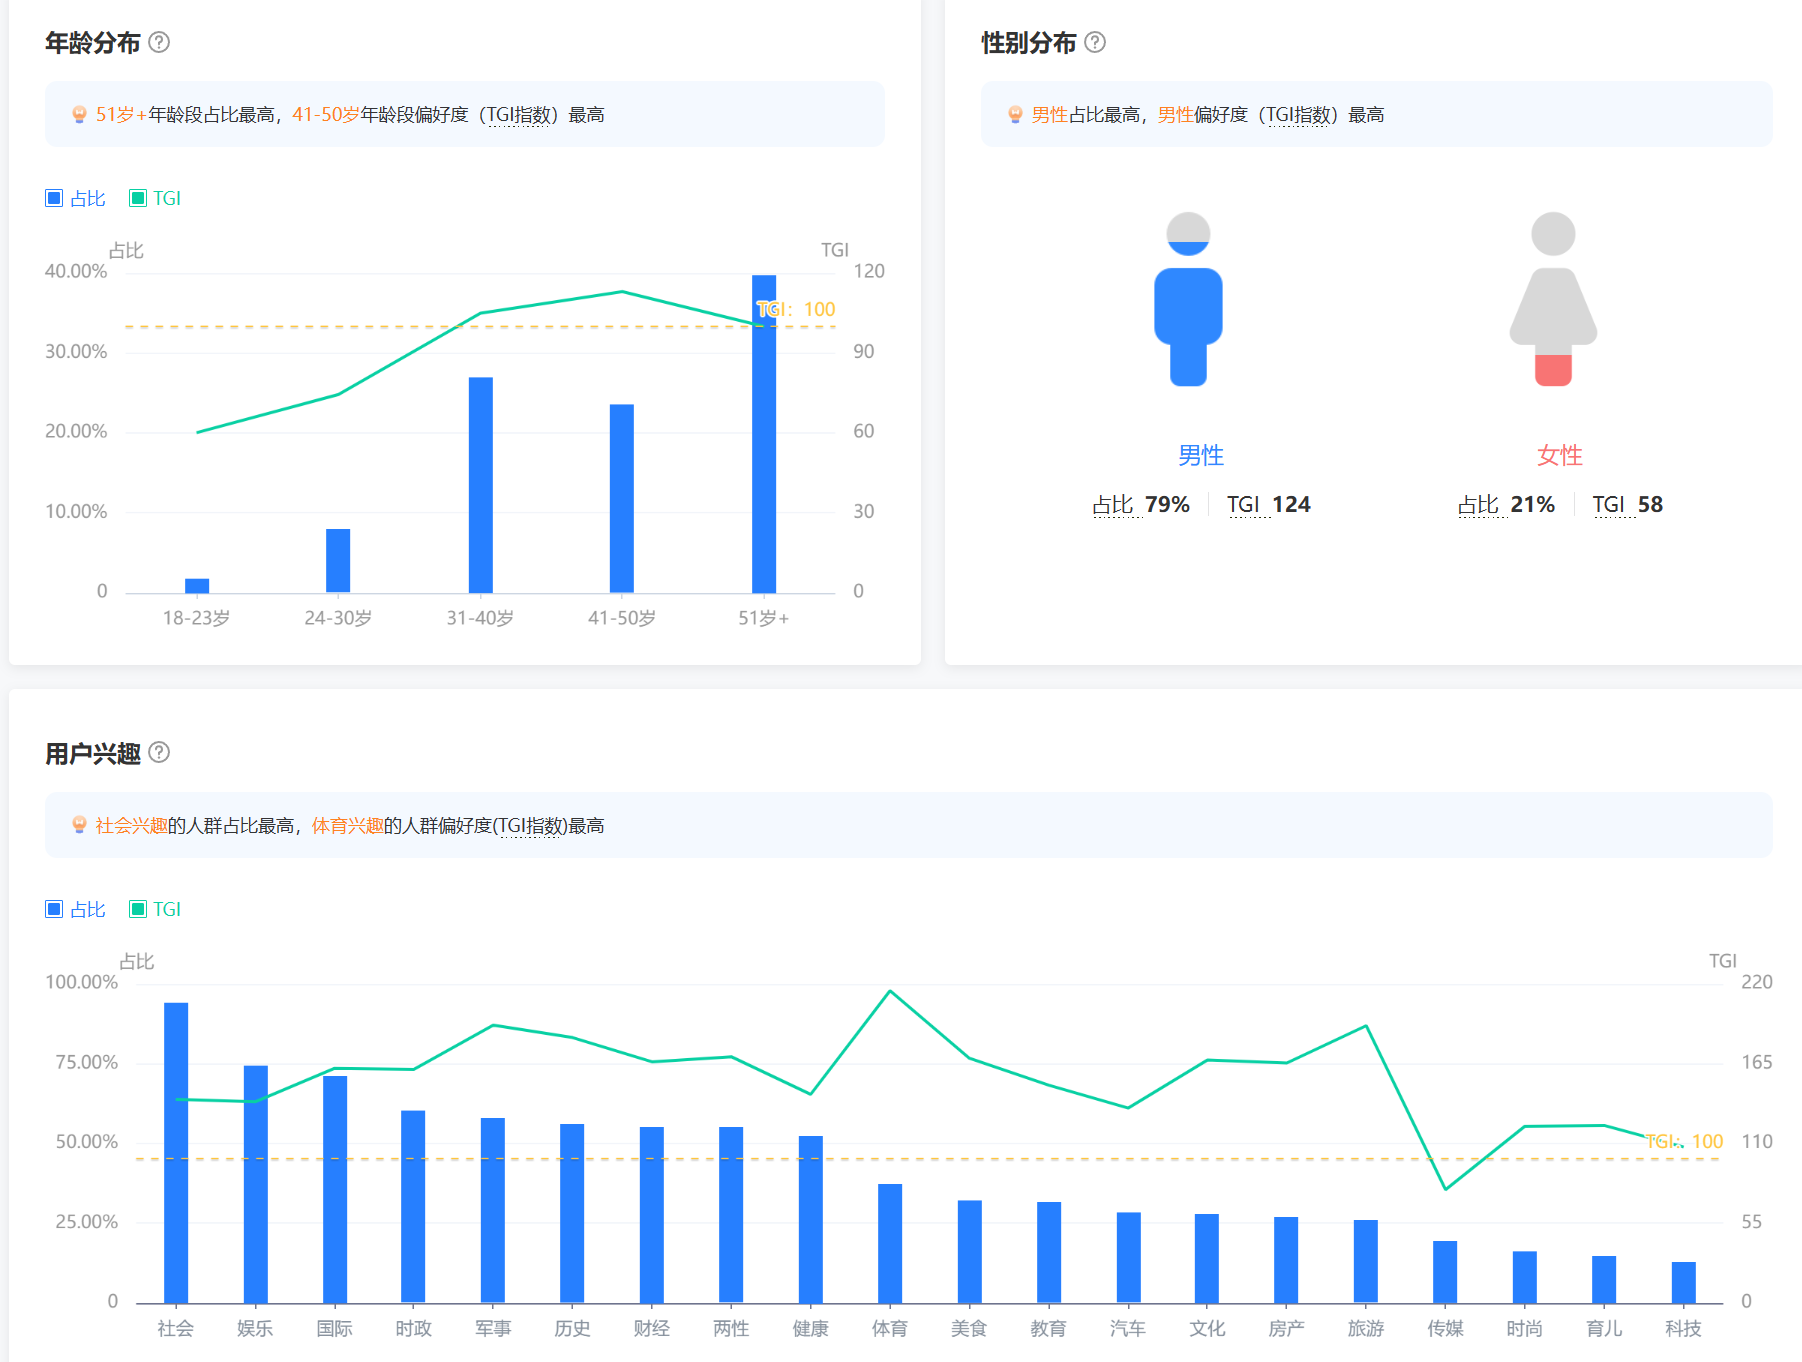 年龄分布
51岁+年龄段占比最高，41-50岁年龄段偏好度（TGI指数）最高
占比 TGI
占比 TGI
40.00% 120
TGI：100
30.00% 90
20.00% 60
10.00% 30
0 0
18-23岁 24-30岁 31-40岁 41-50岁 51岁+
性别分布
男性占比最高，男性偏好度（TGI指数）最高
男性 女性
占比 79% TGI 124 占比 21% TGI 58
用户兴趣
社会兴趣的人群占比最高，体育兴趣的人群偏好度(TGI指数)最高
占比 TGI
占比 TGI
100.00% 220
75.00% 165
50.00% TGI：100 110
25.00% 55
0 0
社会 娱乐 国际 时政 军事 历史 财经 两性 健康 体育 美食 教育 汽车 文化 房产 旅游 传媒 时尚 育儿 科技